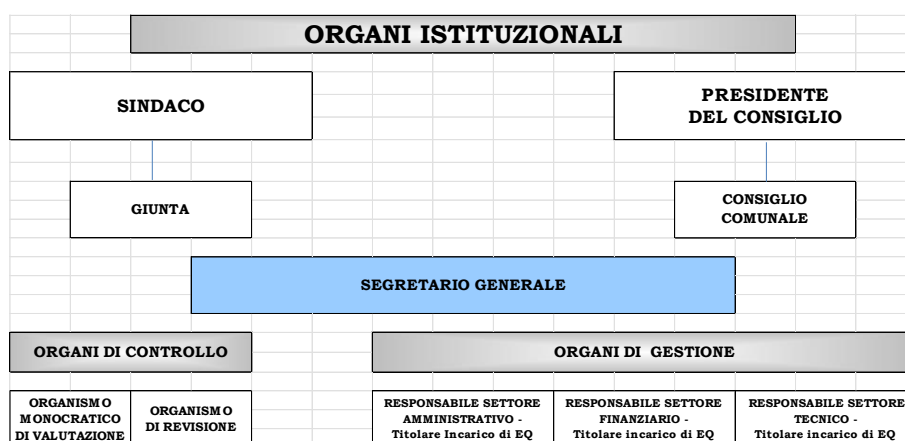 ORGANI ISTITUZIONALI
SINDACO
PRESIDENTE
DEL CONSIGLIO
GIUNTA
CONSIGLIO
COMUNALE
SEGRETARIO GENERALE
ORGANI DI CONTROLLO
ORGANI DI GESTIONE
ORGANISMO
MONOCRATICO
DI VALUTAZIONE
ORGANISMO
DI REVISIONE
RESPONSABILE SETTORE
AMMINISTRATIVO -
Titolare Incarico di EQ
RESPONSABILE SETTORE
FINANZIARIO -
Titolare incarico di EQ
RESPONSABILE SETTORE
TECNICO -
Titolare incarico di EQ